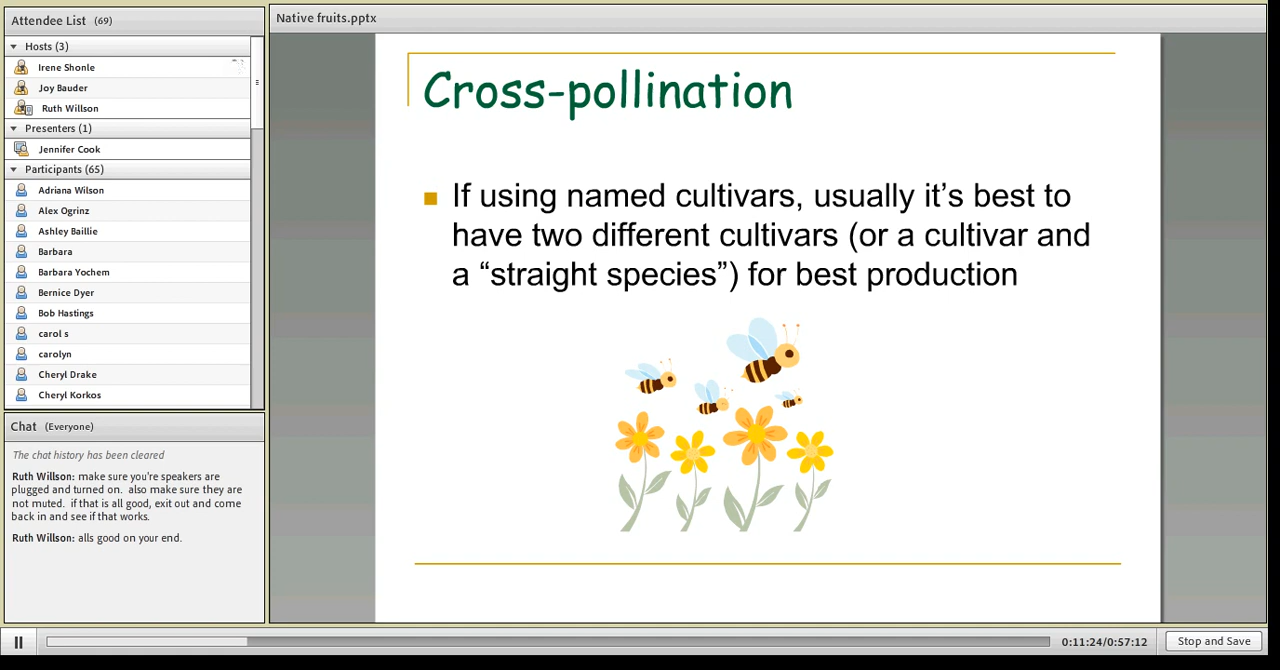 Attendee List (69)
Hosts (3)
Irene Shonle
Joy Bauder
Ruth Willson
Presenters (1)
Jennifer Cook
Participants (65)
Adriana Wilson
Alex Ogrinz
Ashley Baillie
Barbara
Barbara Yochem
Bernice Dyer
Bob Hastings
carol s
carolyn
Cheryl Drake
Cheryl Korkos
Chat (Everyone)
The chat history has been cleared
Ruth Willson: make sure you're speakers are
plugged and turned on. also make sure they are
not muted. if that is all good, exit out and come
back in and see if that works.
Ruth Willson: alls good on your end.
Native fruits.pptx
Cross-pollination
If using named cultivars, usually it’s best to
have two different cultivars (or a cultivar and
a “straight species”) for best production
0:11:24/0:57:12
Stop and Save